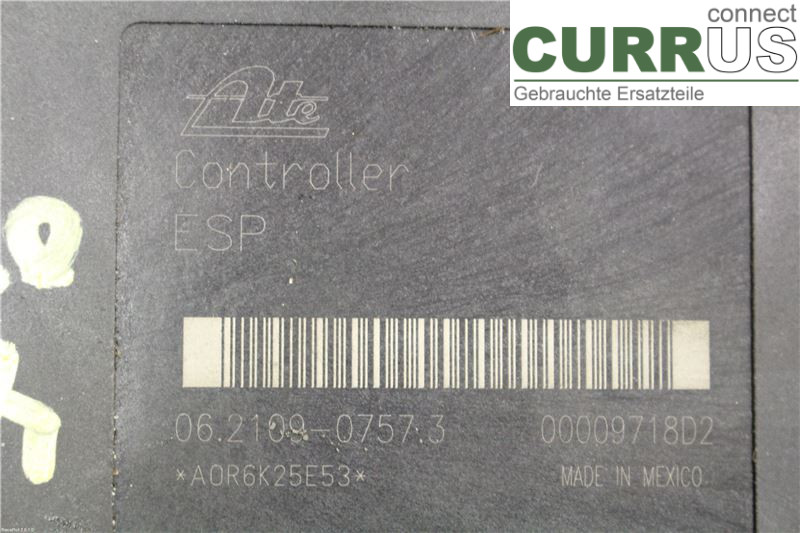 connect
CURRUS
Gebrauchte Ersatzteile
Ate
Controller
ESP
06.2109-0757.3
00009718D2
*A0R6K25E53*
MADE IN MEXICO